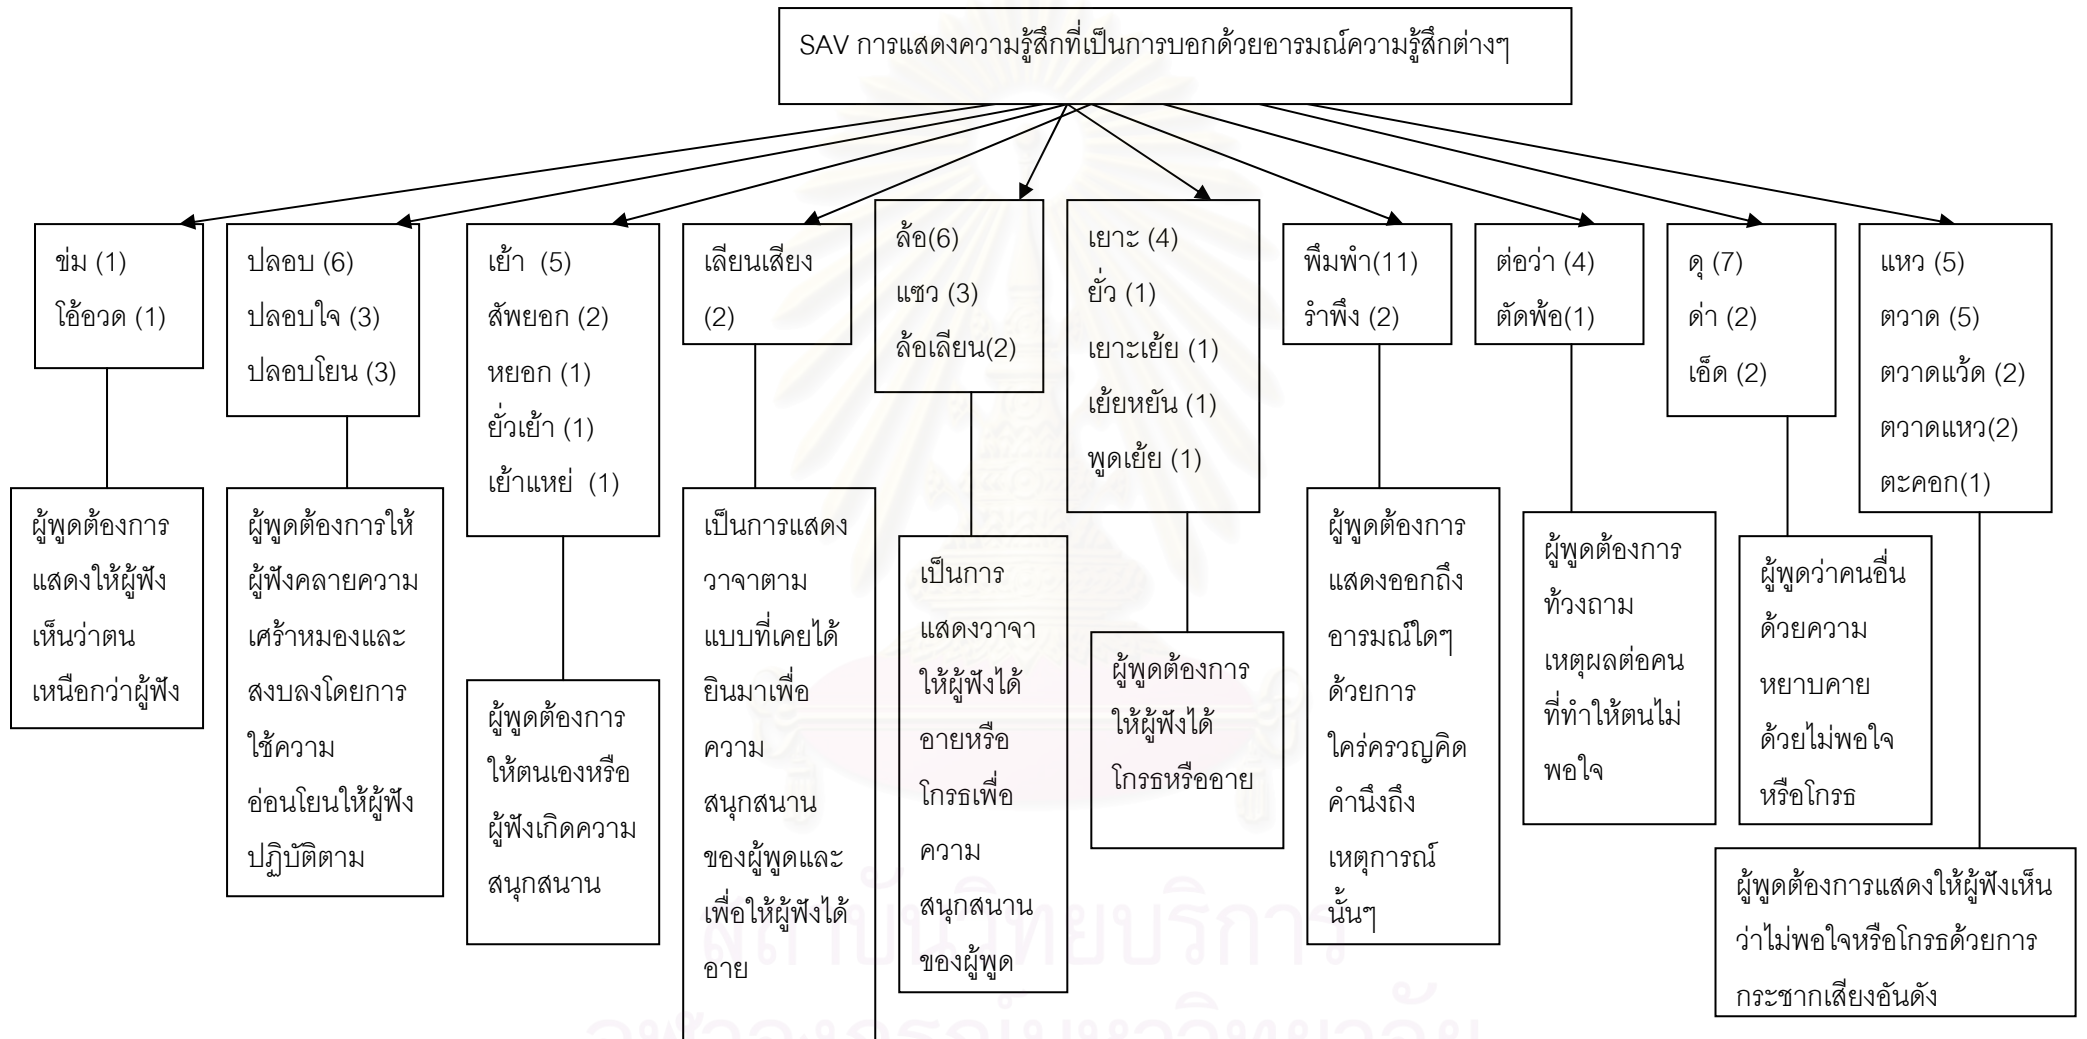 SAV การแสดงความรู้สึกที่เป็นการบอกด้วยอารมณ์ความรู้สึกต่างๆ
ข่ม (1)
โอ้อวด (1)
ปลอบ (6)
ปลอบใจ (3)
ปลอบโยน (3)
เย้า (5)
สัพยอก (2)
หยอก (1)
ยั่วเย้า (1)
เย้าแหย่ (1)
เลียนเสียง
(2)
ล้อ(6)
แซว (3)
ล้อเลียน(2)
เยาะ (4)
ยั่ว (1)
เยาะเย้ย (1)
เย้ยหยัน (1)
พูดเย้ย (1)
พึมพำ(11)
รำพึง (2)
ต่อว่า (4)
ตัดพ้อ(1)
ดุ (7)
ด่า (2)
เอ็ด (2)
แหว (5)
ตวาด (5)
ตวาดแว้ด (2)
ตวาดแหว(2)
ตะคอก(1)
ผู้พูดต้องการ
แสดงให้ผู้ฟัง
เห็นว่าตน
เหนือกว่าผู้ฟัง
ผู้พูดต้องการให้
ผู้ฟังคลายความ
เศร้าหมองและ
สงบลงโดยการ
ใช้ความ
อ่อนโยนให้ผู้ฟัง
ปฏิบัติตาม
ผู้พูดต้องการ
ให้ตนเองหรือ
ผู้ฟังเกิดความ
สนุกสนาน
เป็นการแสดง
วาจาตาม
แบบที่เคยได้
ยินมาเพื่อ
ความ
สนุกสนาน
ของผู้พูดและ
เพื่อให้ผู้ฟังได้
อาย
เป็นการ
แสดงวาจา
ให้ผู้ฟังได้
อายหรือ
โกรธเพื่อ
ความ
สนุกสนาน
ของผู้พูด
ผู้พูดต้องการ
ให้ผู้ฟังได้
โกรธหรืออาย
ผู้พูดต้องการ
แสดงออกถึง
อารมณ์ใดๆ
ด้วยการ
ใคร่ครวญคิด
คำนึงถึง
เหตุการณ์
นั้นๆ
ผู้พูดต้องการ
ท้วงถาม
เหตุผลต่อคน
ที่ทำให้ตนไม่
พอใจ
ผู้พูดว่าคนอื่น
ด้วยความ
หยาบคาย
ด้วยไม่พอใจ
หรือโกรธ
ผู้พูดต้องการแสดงให้ผู้ฟังเห็น
ว่าไม่พอใจหรือโกรธด้วยการ
กระชากเสียงอันดัง
สถาบันวิทยบริการ
จุฬาลงกรณ์มหาวิทยาลัย